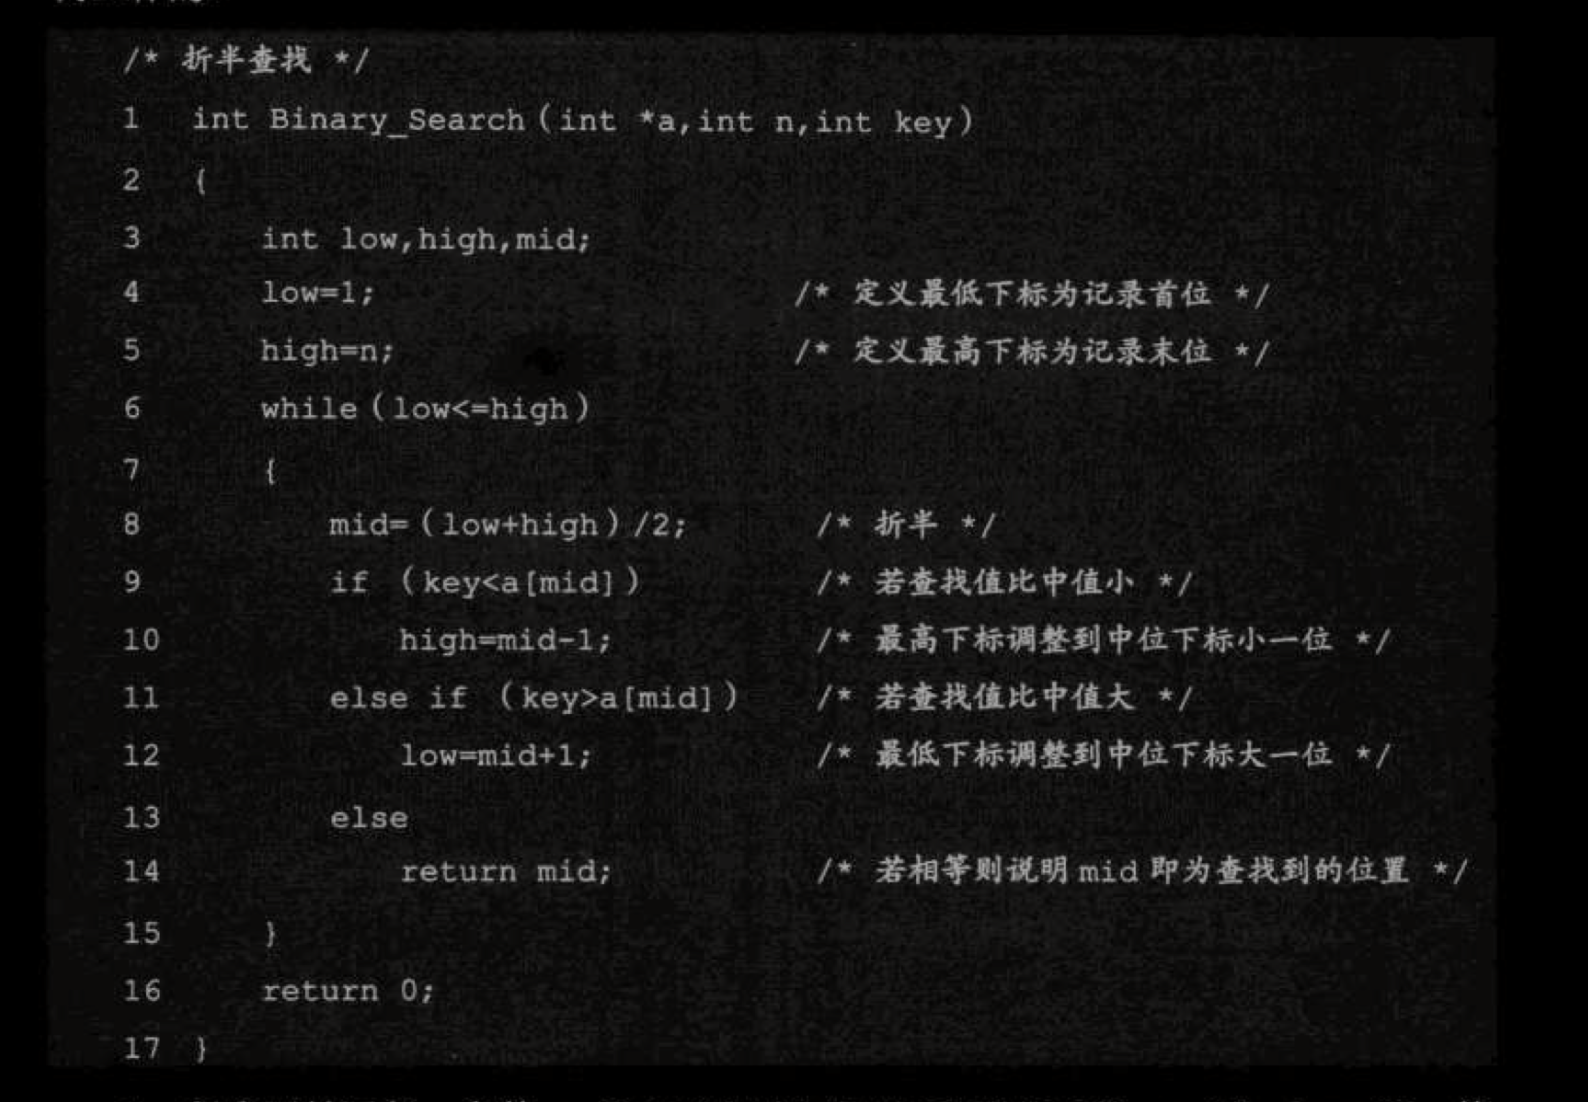 /* 折半查找 */
1 int Binary_Search(int *a,int n,int key)
2 {
3 int low,high,mid;
4 low=1; /* 定义最低下标为记录首位 */
5 high=n; /* 定义最高下标为记录末位 */
6 while(low<=high)
7 {
8 mid=(low+high)/2; /* 折半 */
9 if (key<a[mid]) /* 若查找值比中值小 */
10 high=mid-1; /* 最高下标调整到中位下标小一位 */
11 else if (key>a[mid]) /* 若查找值比中值大 */
12 low=mid+1; /* 最低下标调整到中位下标大一位 */
13 else
14 return mid; /* 若相等则说明mid即为查找到的位置 */
15 }
16 return 0;
17 }